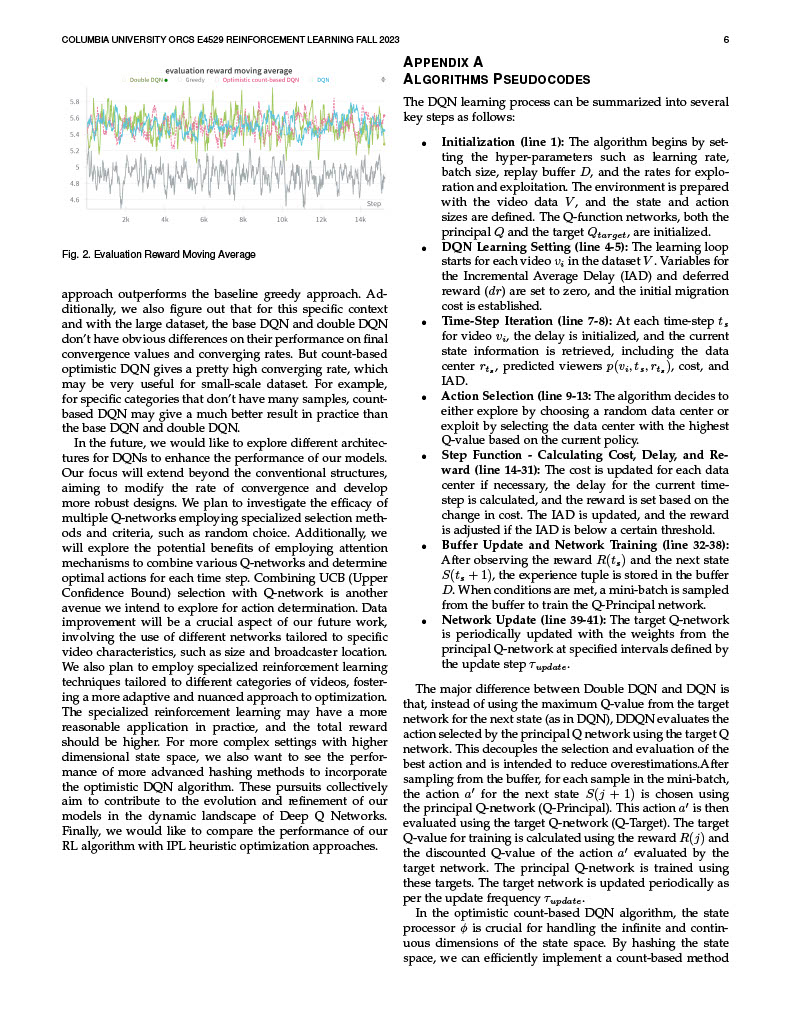 COLUMBIA UNIVERSITY ORCS E4529 REINFORCEMENT LEARNING FALL 2023
6
evaluation reward moving average
Double DQN Greedy Optimistic count-based DQN DQN
5.8
5.6
5.4
5.2
5
4.8
4.6
Step
2k 4k 6k 8k 10k 12k 14k
Fig. 2. Evaluation Reward Moving Average
approach outperforms the baseline greedy approach. Ad-
ditionally, we also figure out that for this specific context
and with the large dataset, the base DQN and double DQN
don't have obvious differences on their performance on final
convergence values and converging rates. But count-based
optimistic DQN gives a pretty high converging rate, which
may be very useful for small-scale dataset. For example,
for specific categories that don't have many samples, count-
based DQN may give a much better result in practice than
the base DQN and double DQN.
In the future, we would like to explore different architec-
tures for DQNs to enhance the performance of our models.
Our focus will extend beyond the conventional structures,
aiming to modify the rate of convergence and develop
more robust designs. We plan to investigate the efficacy of
multiple Q-networks employing specialized selection meth-
ods and criteria, such as random choice. Additionally, we
will explore the potential benefits of employing attention
mechanisms to combine various Q-networks and determine
optimal actions for each time step. Combining UCB (Upper
Confidence Bound) selection with Q-network is another
avenue we intend to explore for action determination. Data
improvement will be a crucial aspect of our future work,
involving the use of different networks tailored to specific
video characteristics, such as size and broadcaster location.
We also plan to employ specialized reinforcement learning
techniques tailored to different categories of videos, foster-
ing a more adaptive and nuanced approach to optimization.
The specialized reinforcement learning may have a more
reasonable application in practice, and the total reward
should be higher. For more complex settings with higher
dimensional state space, we also want to see the perfor-
mance of more advanced hashing methods to incorporate
the optimistic DQN algorithm. These pursuits collectively
aim to contribute to the evolution and refinement of our
models in the dynamic landscape of Deep Q Networks.
Finally, we would like to compare the performance of our
RL algorithm with IPL heuristic optimization approaches.
APPENDIX A
ALGORITHMS PSEUDOCODES
The DQN learning process can be summarized into several
key steps as follows:
• Initialization (line 1): The algorithm begins by set-
ting the hyper-parameters such as learning rate,
batch size, replay buffer D, and the rates for explo-
ration and exploitation. The environment is prepared
with the video data V, and the state and action
sizes are defined. The Q-function networks, both the
principal Q and the target Q_target, are initialized.
• DQN Learning Setting (line 4-5): The learning loop
starts for each video v_i in the dataset V. Variables for
the Incremental Average Delay (IAD) and deferred
reward (dr) are set to zero, and the initial migration
cost is established.
• Time-Step Iteration (line 7-8): At each time-step t_s
for video v_i, the delay is initialized, and the current
state information is retrieved, including the data
center r_{t_s}, predicted viewers p(v_i, t_s, r_{t_s}), cost, and
IAD.
• Action Selection (line 9-13: The algorithm decides to
either explore by choosing a random data center or
exploit by selecting the data center with the highest
Q-value based on the current policy.
• Step Function - Calculating Cost, Delay, and Re-
ward (line 14-31): The cost is updated for each data
center if necessary, the delay for the current time-
step is calculated, and the reward is set based on the
change in cost. The IAD is updated, and the reward
is adjusted if the IAD is below a certain threshold.
• Buffer Update and Network Training (line 32-38):
After observing the reward R(t_s) and the next state
S(t_s + 1), the experience tuple is stored in the buffer
D. When conditions are met, a mini-batch is sampled
from the buffer to train the Q-Principal network.
• Network Update (line 39-41): The target Q-network
is periodically updated with the weights from the
principal Q-network at specified intervals defined by
the update step τ_update.
The major difference between Double DQN and DQN is
that, instead of using the maximum Q-value from the target
network for the next state (as in DQN), DDQN evaluates the
action selected by the principal Q network using the target Q
network. This decouples the selection and evaluation of the
best action and is intended to reduce overestimations.After
sampling from the buffer, for each sample in the mini-batch,
the action a′ for the next state S(j + 1) is chosen using
the principal Q-network (Q-Principal). This action a′ is then
evaluated using the target Q-network (Q-Target). The target
Q-value for training is calculated using the reward R(j) and
the discounted Q-value of the action a′ evaluated by the
target network. The principal Q-network is trained using
these targets. The target network is updated periodically as
per the update frequency τ_update.
In the optimistic count-based DQN algorithm, the state
processor ϕ is crucial for handling the infinite and contin-
uous dimensions of the state space. By hashing the state
space, we can efficiently implement a count-based method